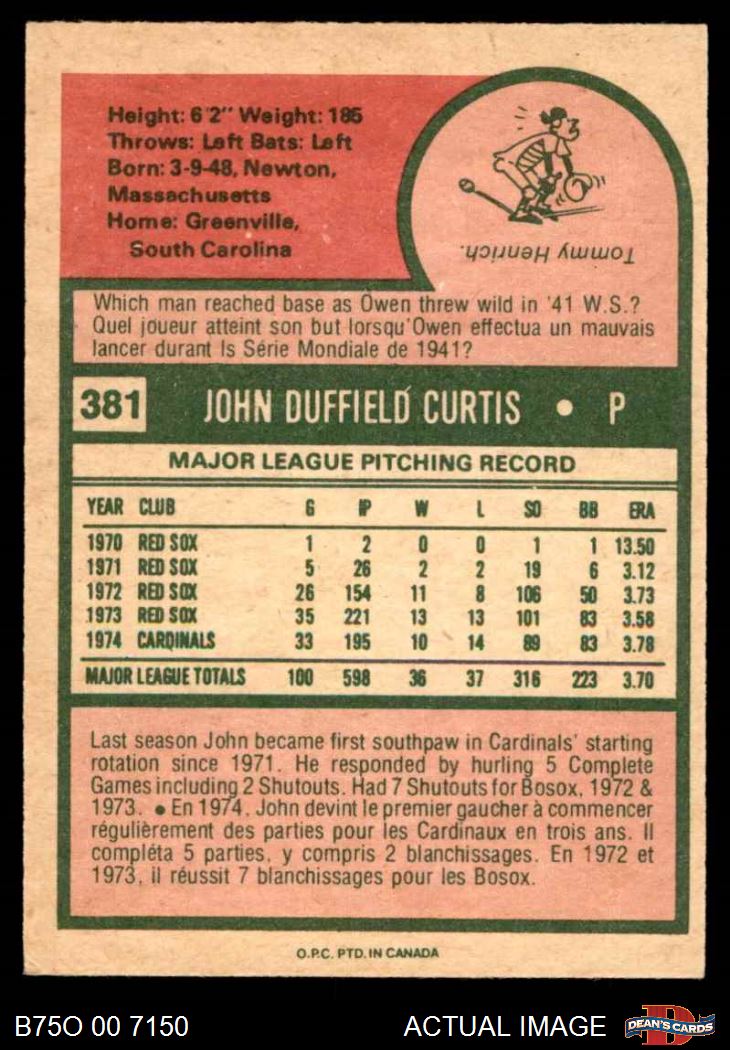 Height: 6'2" Weight: 185
Throws: Left Bats: Left
Born: 3-9-48, Newton,
Massachusetts
Home: Greenville,
South Carolina
Tommy Henrich.
Which man reached base as Owen threw wild in '41 W.S.?
Quel joueur atteint son but lorsqu'Owen effectua un mauvais
lancer durant ls Série Mondiale de 1941?
381 JOHN DUFFIELD CURTIS • P
MAJOR LEAGUE PITCHING RECORD
YEAR CLUB G IP W L SO BB ERA
1970 RED SOX 1 2 0 0 1 1 13.50
1971 RED SOX 5 26 2 2 19 6 3.12
1972 RED SOX 26 154 11 8 106 50 3.73
1973 RED SOX 35 221 13 13 101 83 3.58
1974 CARDINALS 33 195 10 14 89 83 3.78
MAJOR LEAGUE TOTALS 100 598 36 37 316 223 3.70
Last season John became first southpaw in Cardinals' starting
rotation since 1971. He responded by hurling 5 Complete
Games including 2 Shutouts. Had 7 Shutouts for Bosox, 1972 &
1973. • En 1974, John devint le premier gaucher à commencer
régulièrement des parties pour les Cardinaux en trois ans. Il
compléta 5 parties, y compris 2 blanchissages. En 1972 et
1973, il réussit 7 blanchissages pour les Bosox.
O.P.C. PTD. IN CANADA
B75O 00 7150 ACTUAL IMAGE
D
DEAN'S CARDS